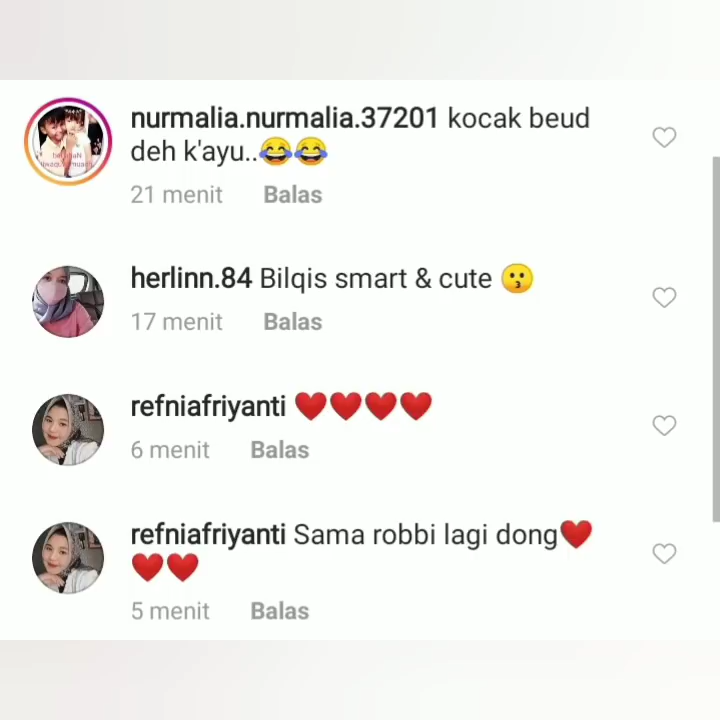 nurmalia.nurmalia.37201 kocak beud
deh k'ayu..😂😂
21 menit Balas
herlinn.84 Bilqis smart & cute 😗
17 menit Balas
refniafriyanti ❤️❤️❤️❤️
6 menit Balas
refniafriyanti Sama robbi lagi dong❤️
❤️❤️
5 menit Balas